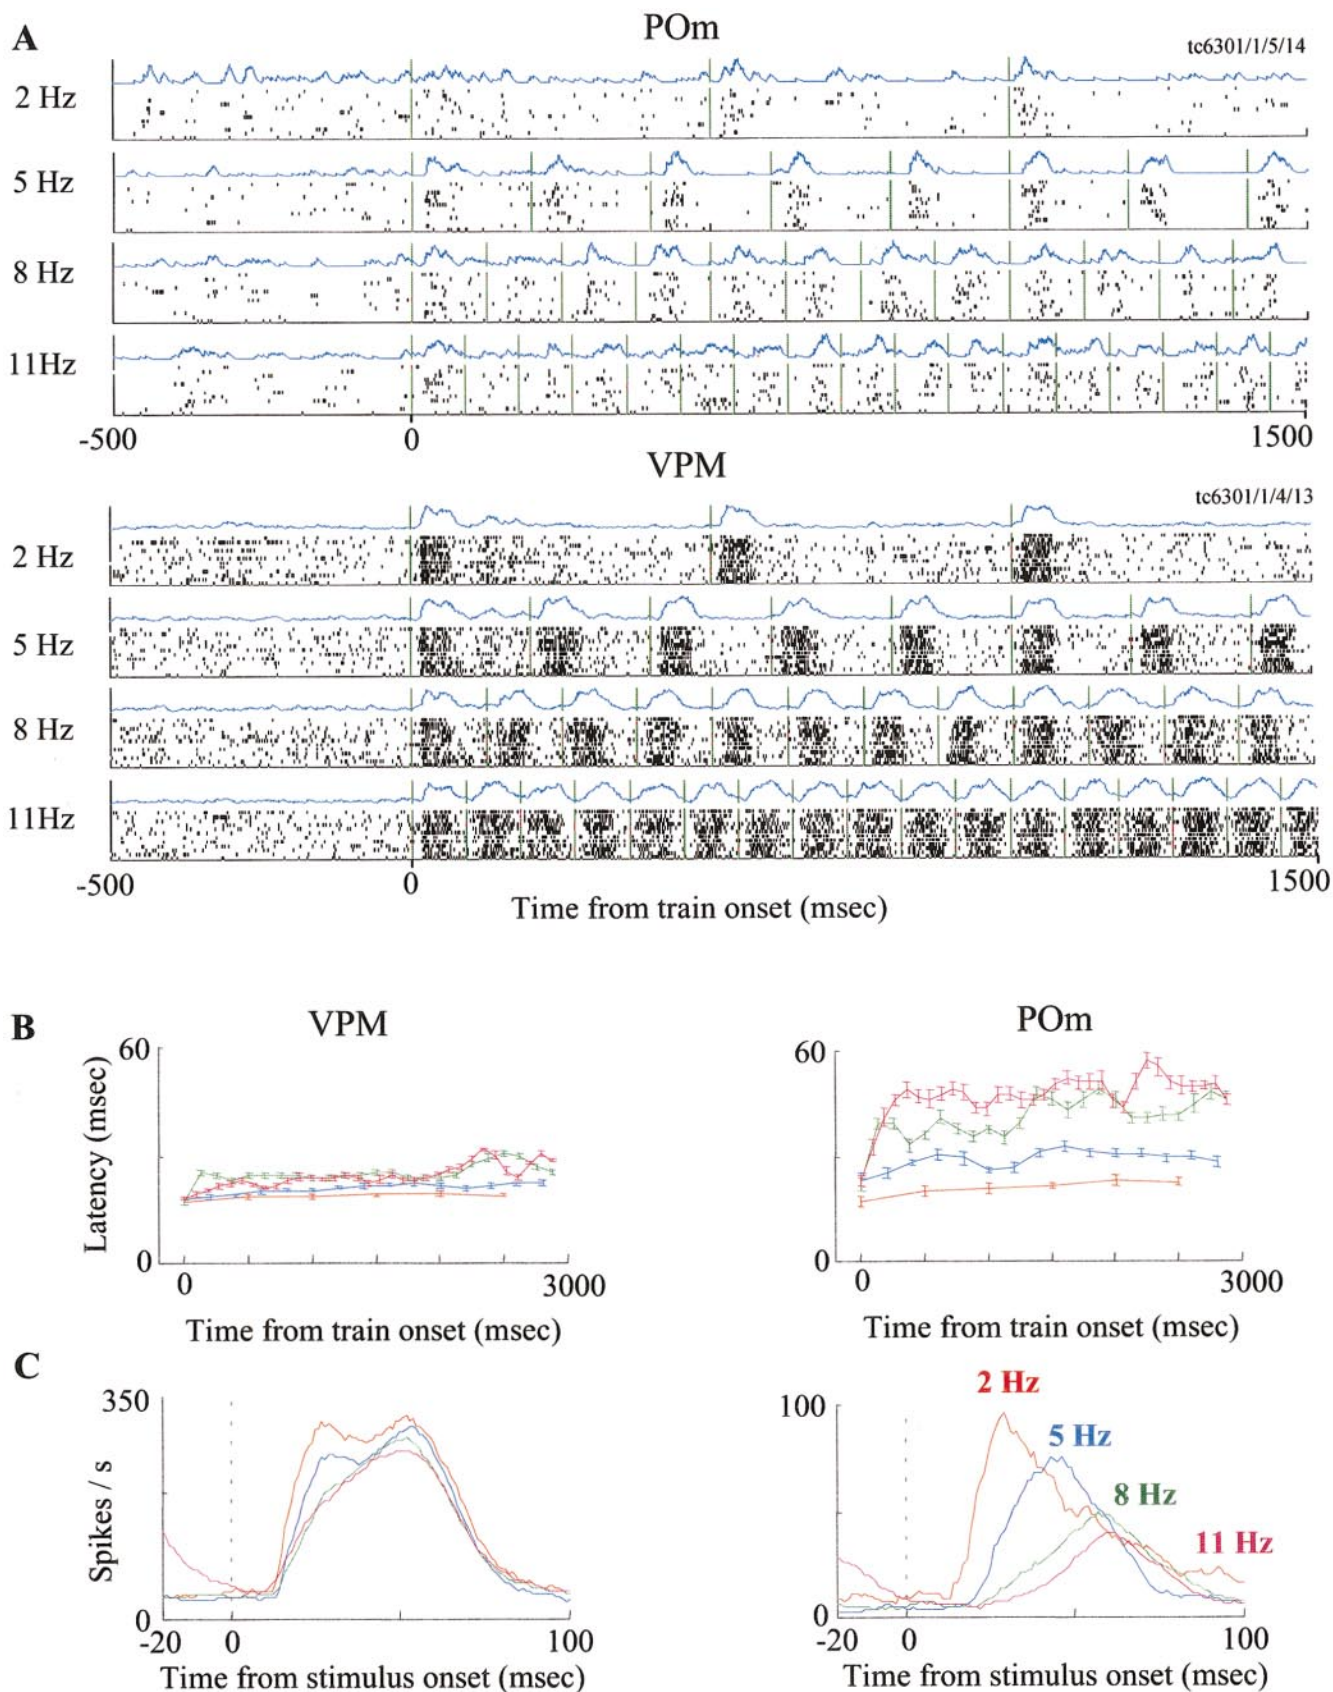 A
POm
tc6301/1/5/14
2 Hz
5 Hz
8 Hz
11Hz
-500 0 1500
VPM
tc6301/1/4/13
2 Hz
5 Hz
8 Hz
11Hz
-500 0 1500
Time from train onset (msec)
B
VPM
POm
60
Latency (msec)
0
0 3000
Time from train onset (msec)
60
0
0 3000
Time from train onset (msec)
C
350
Spikes / s
0
-20 0 100
Time from stimulus onset (msec)
2 Hz
100
5 Hz
8 Hz
11 Hz
0
-20 0 100
Time from stimulus onset (msec)